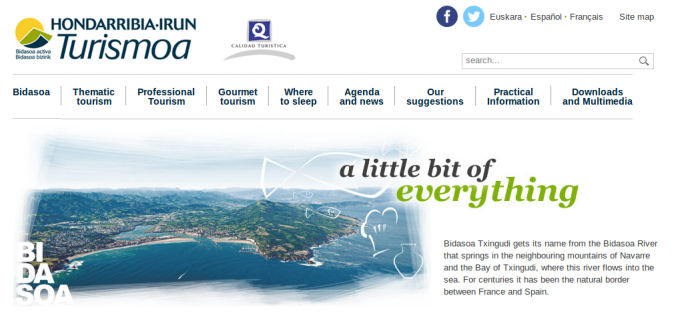 HONDARRIBIA·IRUN
Turismoa
Bidasoa activa
Bidasoa bizirik
Q
CALIDAD TURISTICA
f
Euskara · Español · Français Site map
search...
Bidasoa
Thematic
tourism
Professional
Tourism
Gourmet
tourism
Where
to sleep
Agenda
and news
Our
suggestions
Practical
Information
Downloads
and Multimedia
a little bit of
everything
BI
DA
SOA
Bidasoa Txingudi gets its name from the Bidasoa River
that springs in the neighbouring mountains of Navarre
and the Bay of Txingudi, where this river flows into the
sea. For centuries it has been the natural border
between France and Spain.